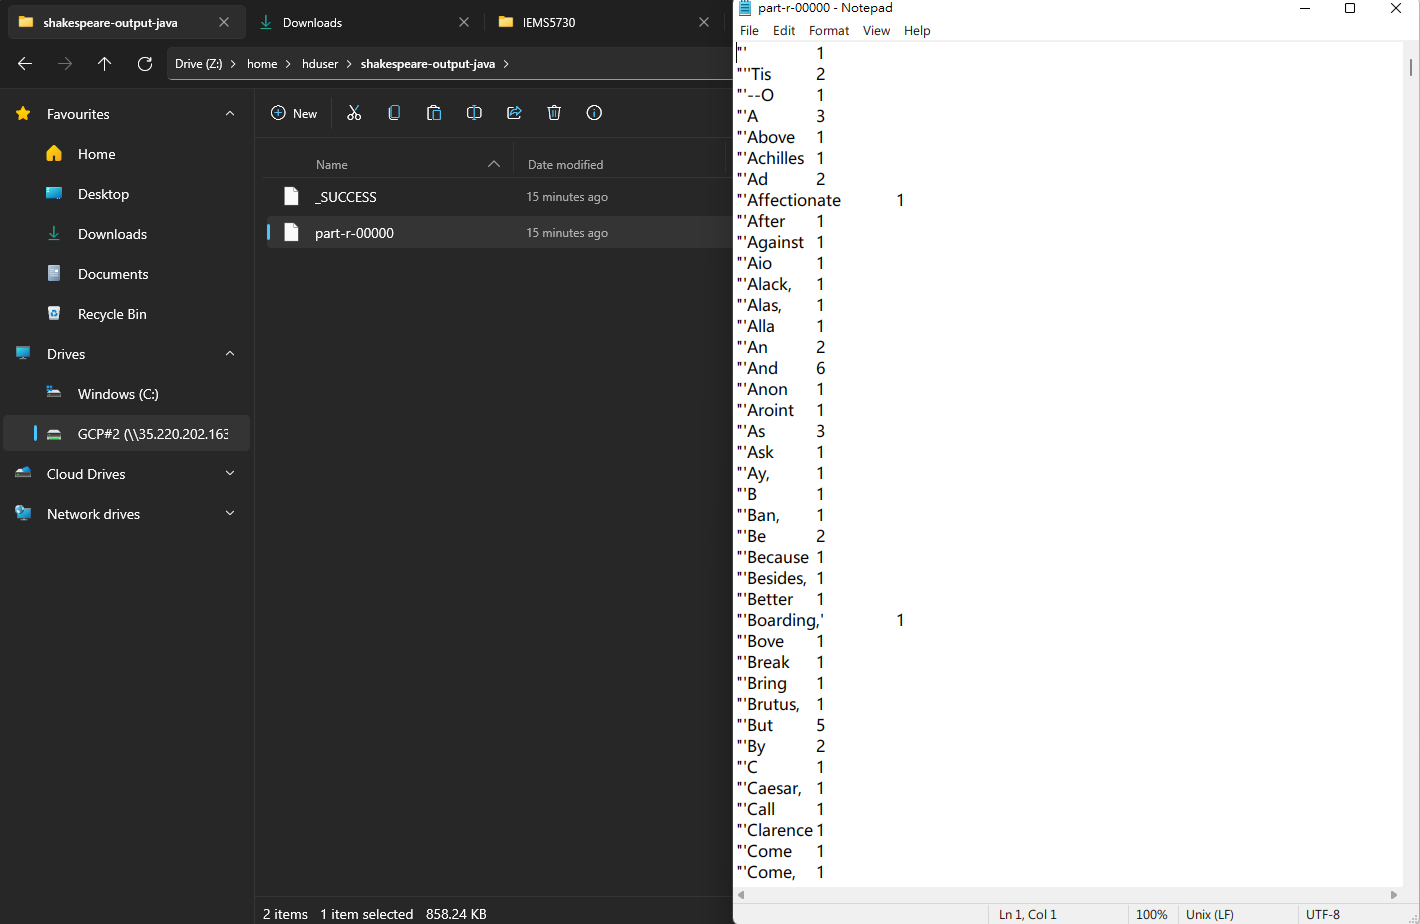 shakespeare-output-java
Downloads
IEMS5730
Drive (Z:) > home > hduser > shakespeare-output-java >
Favourites
Home
Desktop
Downloads
Documents
Recycle Bin
Drives
Windows (C:)
GCP#2 (\\35.220.202.163
Cloud Drives
Network drives
New
Name Date modified
_SUCCESS 15 minutes ago
part-r-00000 15 minutes ago
2 items 1 item selected 858.24 KB
part-r-00000 - Notepad
File Edit Format View Help
"' 1
"''Tis 2
"'--O 1
"'A 3
"'Above 1
"'Achilles 1
"'Ad 2
"'Affectionate 1
"'After 1
"'Against 1
"'Aio 1
"'Alack, 1
"'Alas, 1
"'Alla 1
"'An 2
"'And 6
"'Anon 1
"'Aroint 1
"'As 3
"'Ask 1
"'Ay, 1
"'B 1
"'Ban, 1
"'Be 2
"'Because 1
"'Besides, 1
"'Better 1
"'Boarding,' 1
"'Bove 1
"'Break 1
"'Bring 1
"'Brutus, 1
"'But 5
"'By 2
"'C 1
"'Caesar, 1
"'Call 1
"'Clarence 1
"'Come 1
"'Come, 1
Ln 1, Col 1 100% Unix (LF) UTF-8